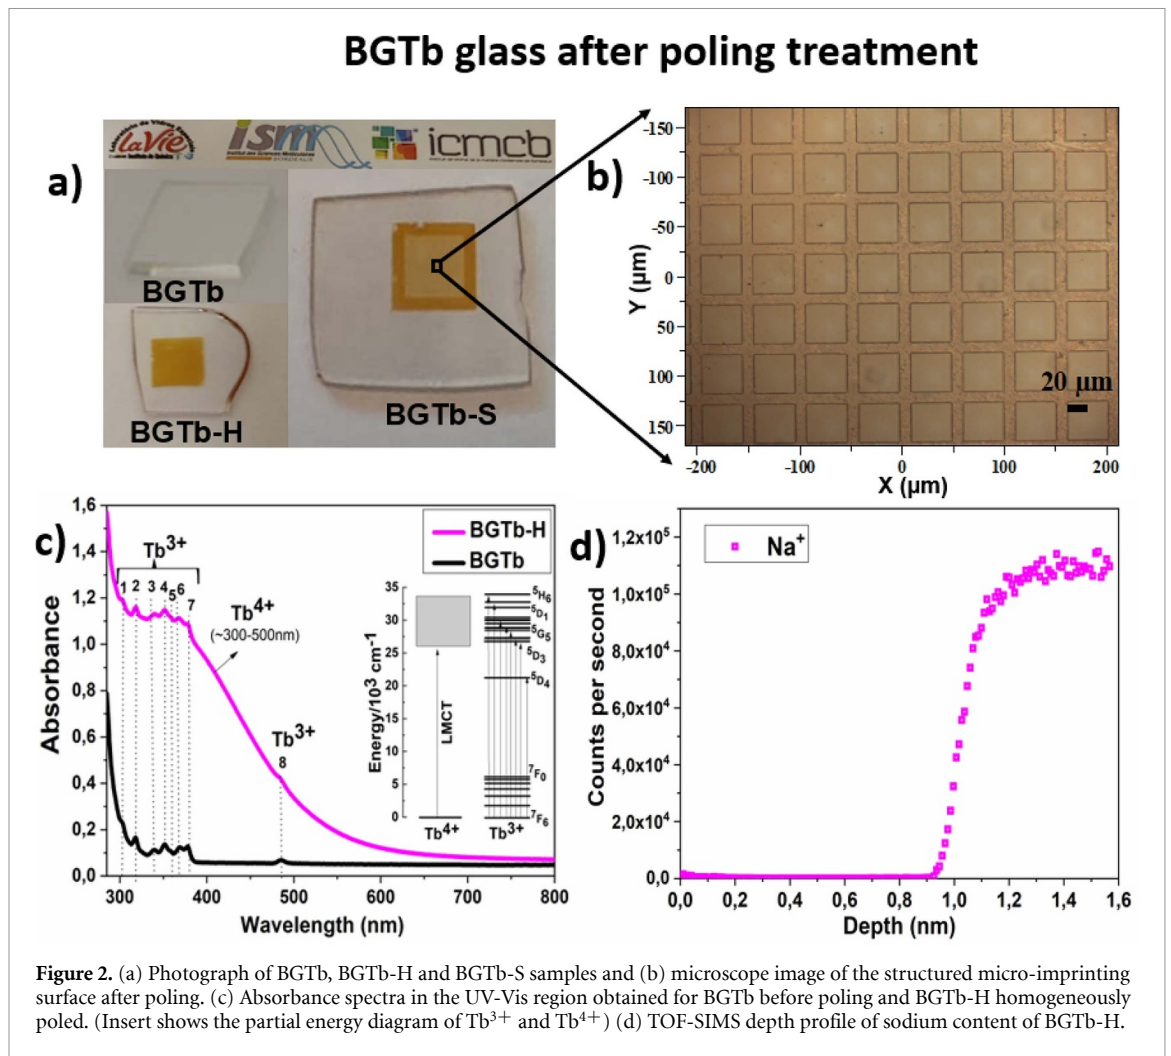 BGTb glass after poling treatment
a)
laVie
ism
Institut des Sciences Moléculaires
BORDEAUX
icmcb
BGTb
BGTb-H
BGTb-S
b)
-150
-100
-50
0
50
100
150
Y (µm)
20 µm
-200
-100
0
100
200
X (µm)
c)
1,6
1,4
1,2
1,0
0,8
0,6
0,4
0,2
0,0
Absorbance
Tb3+
1 2 3 4 5 6 7
Tb4+
(~300-500nm)
Tb3+
8
BGTb-H
BGTb
35
30
25
20
15
10
5
0
Energy/10³ cm⁻¹
LMCT
⁵H₆
⁵D₁
⁵G₅
⁵D₃
⁵D₄
⁷F₀
⁷F₆
Tb⁴⁺
Tb³⁺
300 400 500 600 700 800
Wavelength (nm)
d)
Na⁺
1,2x10⁵
1,0x10⁵
8,0x10⁴
6,0x10⁴
4,0x10⁴
2,0x10⁴
0,0
Counts per second
0,0 0,2 0,4 0,6 0,8 1,0 1,2 1,4 1,6
Depth (nm)
Figure 2. (a) Photograph of BGTb, BGTb-H and BGTb-S samples and (b) microscope image of the structured micro-imprinting
surface after poling. (c) Absorbance spectra in the UV-Vis region obtained for BGTb before poling and BGTb-H homogeneously
poled. (Insert shows the partial energy diagram of Tb³⁺ and Tb⁴⁺) (d) TOF-SIMS depth profile of sodium content of BGTb-H.